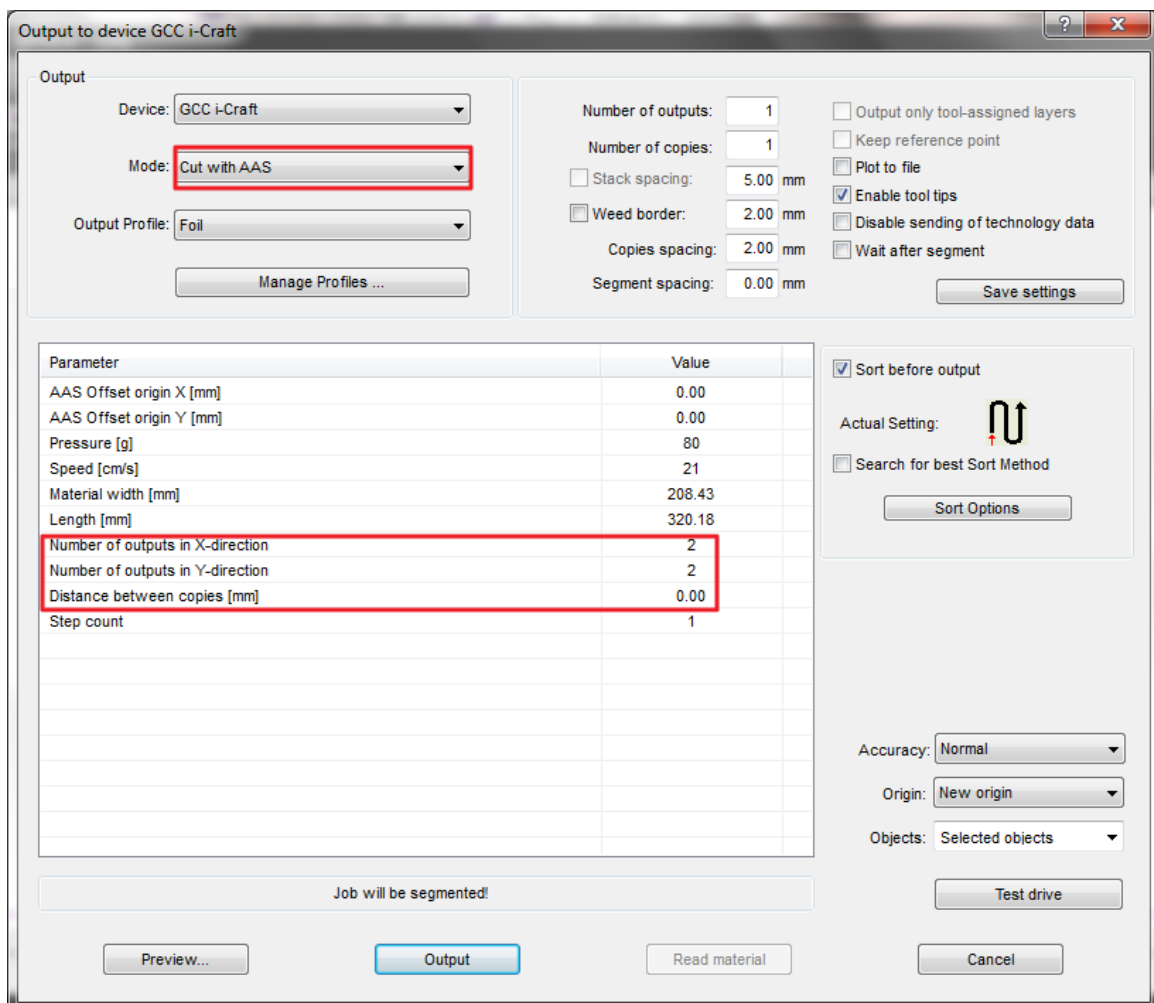 Output to device GCC i-Craft
Output
Device: GCC i-Craft
Mode: Cut with AAS
Output Profile: Foil
Manage Profiles ...
Number of outputs: 1
Number of copies: 1
Stack spacing: 5.00 mm
Weed border: 2.00 mm
Copies spacing: 2.00 mm
Segment spacing: 0.00 mm
Output only tool-assigned layers
Keep reference point
Plot to file
Enable tool tips
Disable sending of technology data
Wait after segment
Save settings
Parameter Value
AAS Offset origin X [mm] 0.00
AAS Offset origin Y [mm] 0.00
Pressure [g] 80
Speed [cm/s] 21
Material width [mm] 208.43
Length [mm] 320.18
Number of outputs in X-direction 2
Number of outputs in Y-direction 2
Distance between copies [mm] 0.00
Step count 1
Sort before output
Actual Setting:
Search for best Sort Method
Sort Options
Accuracy: Normal
Origin: New origin
Objects: Selected objects
Job will be segmented!
Test drive
Preview...
Output
Read material
Cancel